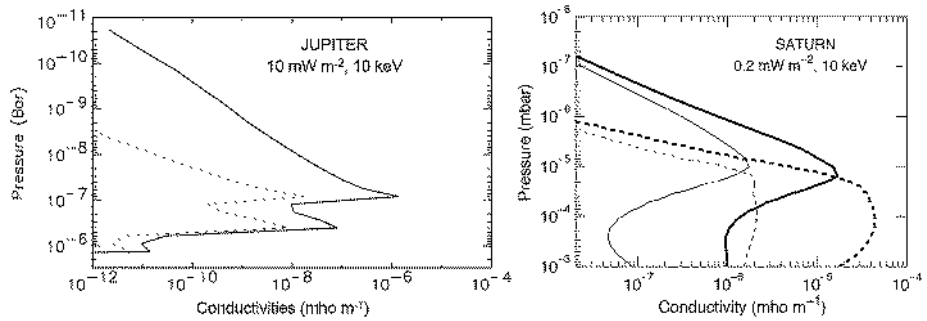 10⁻¹¹
10⁻¹⁰
10⁻⁹
10⁻⁸
10⁻⁷
10⁻⁶
Pressure (Bar)
JUPITER
10 mW m⁻², 10 keV
10⁻¹²
10⁻¹⁰
10⁻⁸
10⁻⁶
10⁻⁴
Conductivities (mho m⁻¹)
10⁻⁸
10⁻⁷
10⁻⁶
10⁻⁵
10⁻⁴
10⁻³
Pressure (mbar)
SATURN
0.2 mW m⁻², 10 keV
10⁻⁷
10⁻⁶
10⁻⁵
10⁻⁴
Conductivity (mho m⁻¹)